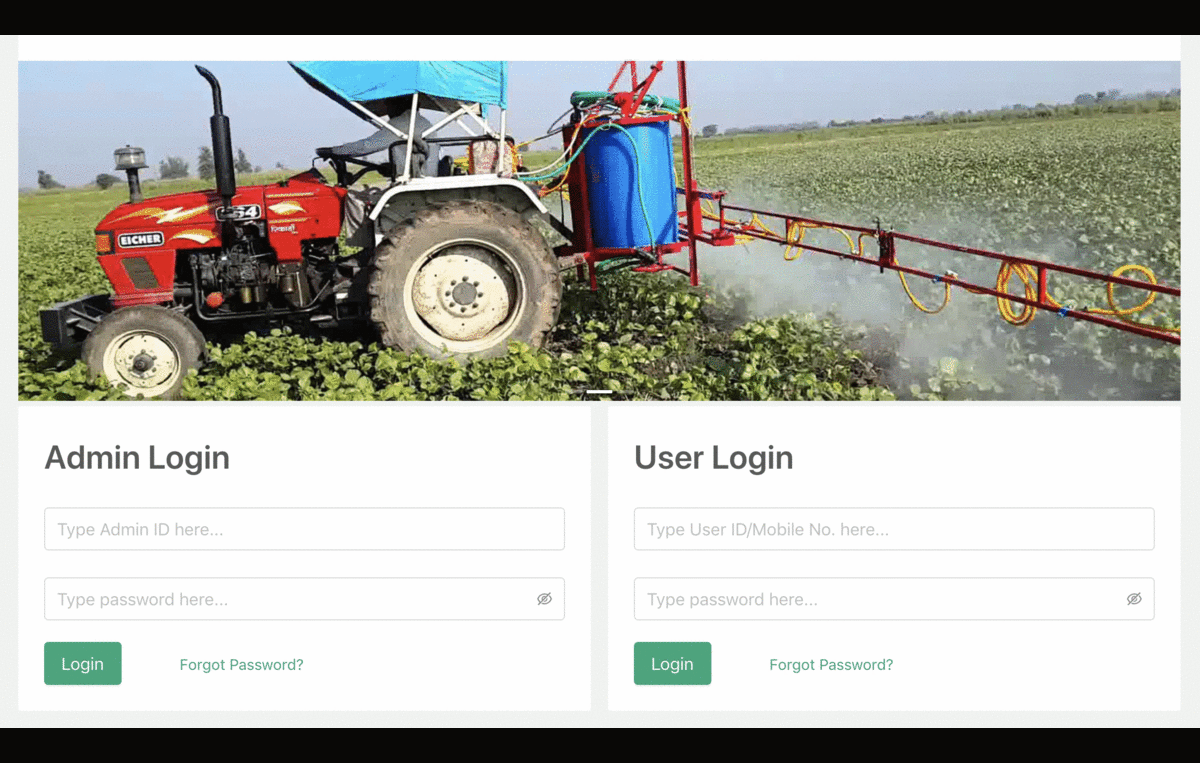 EICHER
Admin Login
User Login
Type Admin ID here...
Type User ID/Mobile No. here...
Type password here...
Type password here...
Login
Forgot Password?
Login
Forgot Password?